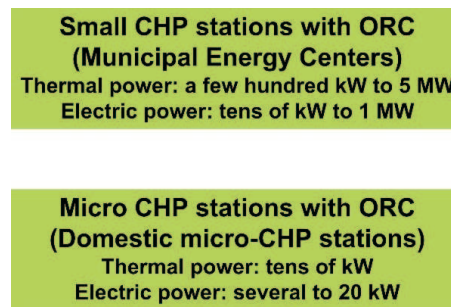 Small CHP stations with ORC
(Municipal Energy Centers)
Thermal power: a few hundred kW to 5 MW
Electric power: tens of kW to 1 MW
Micro CHP stations with ORC
(Domestic micro-CHP stations)
Thermal power: tens of kW
Electric power: several to 20 kW